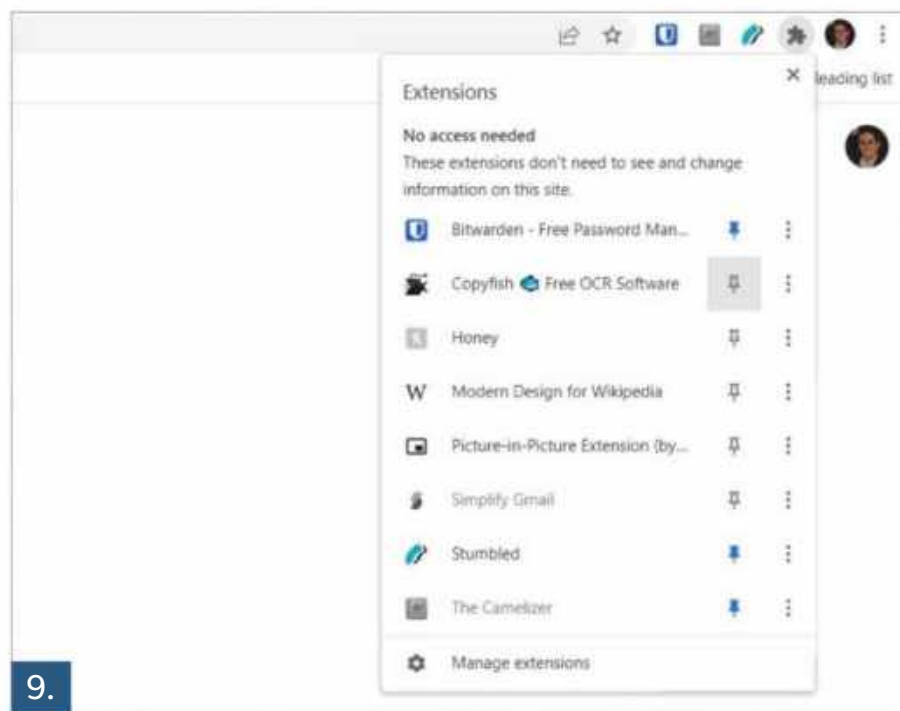 leading list
Extensions
No access needed
These extensions don't need to see and change
information on this site.
Bitwarden - Free Password Man...
Copyfish Free OCR Software
Honey
W Modern Design for Wikipedia
Picture-in-Picture Extension (by...
Simplify Gmail
Stumbled
The Camelizer
Manage extensions
9.